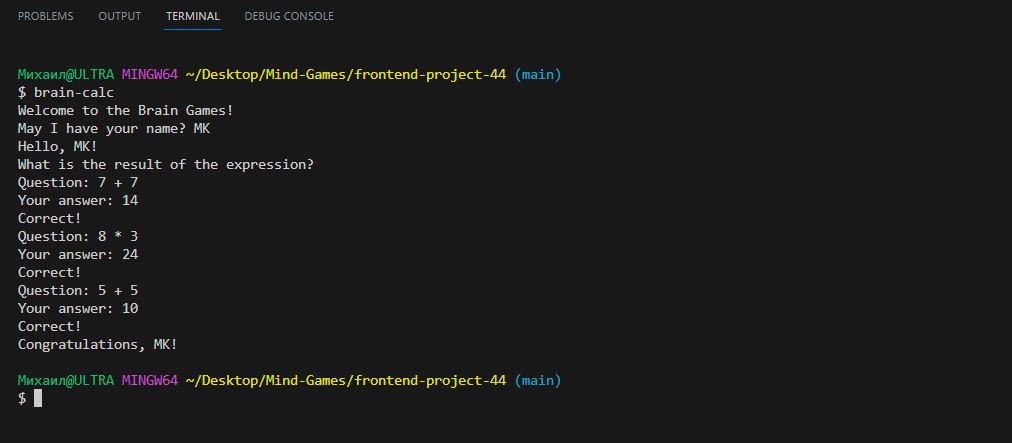 PROBLEMS OUTPUT TERMINAL DEBUG CONSOLE
Михаил@ULTRA MINGW64 ~/Desktop/Mind-Games/frontend-project-44 (main)
$ brain-calc
Welcome to the Brain Games!
May I have your name? MK
Hello, MK!
What is the result of the expression?
Question: 7 + 7
Your answer: 14
Correct!
Question: 8 * 3
Your answer: 24
Correct!
Question: 5 + 5
Your answer: 10
Correct!
Congratulations, MK!
Михаил@ULTRA MINGW64 ~/Desktop/Mind-Games/frontend-project-44 (main)
$